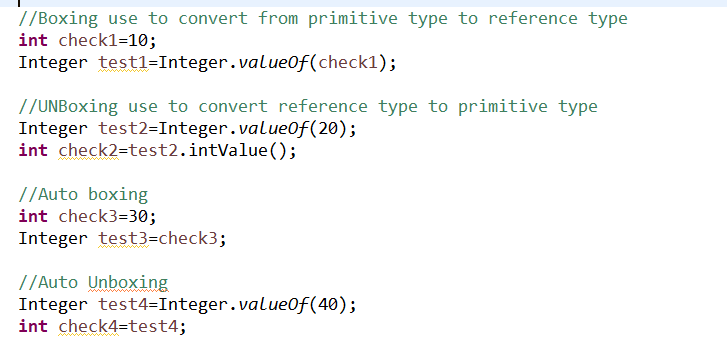 //Boxing use to convert from primitive type to reference type
int check1=10;
Integer test1=Integer.valueOf(check1);
//UNBoxing use to convert reference type to primitive type
Integer test2=Integer.valueOf(20);
int check2=test2.intValue();
//Auto boxing
int check3=30;
Integer test3=check3;
//Auto Unboxing
Integer test4=Integer.valueOf(40);
int check4=test4;